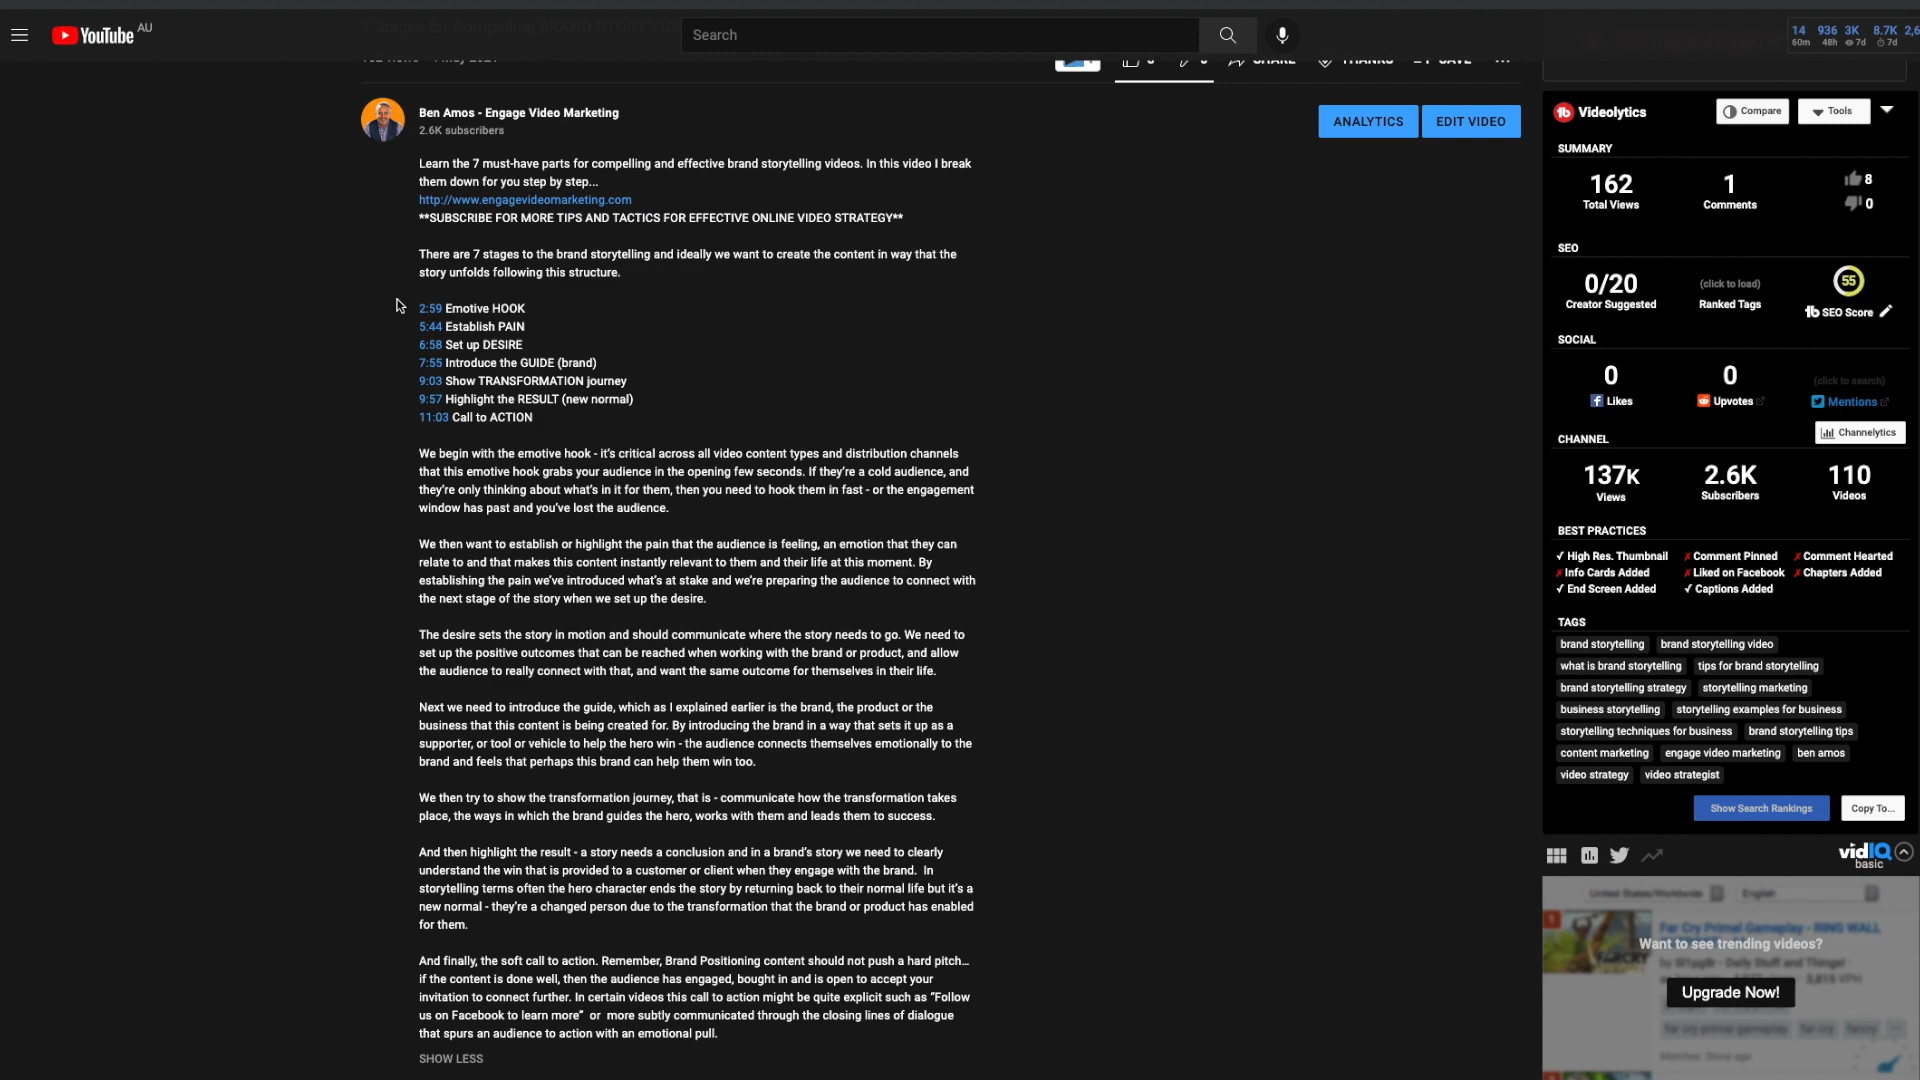 7 Stages for Compelling BRAND STORY VID
YouTube AU
Search
14 936 3K 8.7K 2,6
60m 48h 7d 7d
SHARE THANKS SAVE
Ben Amos - Engage Video Marketing
2.6K subscribers
ANALYTICS
EDIT VIDEO
Learn the 7 must-have parts for compelling and effective brand storytelling videos. In this video I break
them down for you step by step...
http://www.engagevideomarketing.com
**SUBSCRIBE FOR MORE TIPS AND TACTICS FOR EFFECTIVE ONLINE VIDEO STRATEGY**
There are 7 stages to the brand storytelling and ideally we want to create the content in way that the
story unfolds following this structure.
2:59 Emotive HOOK
5:44 Establish PAIN
6:58 Set up DESIRE
7:55 Introduce the GUIDE (brand)
9:03 Show TRANSFORMATION journey
9:57 Highlight the RESULT (new normal)
11:03 Call to ACTION
We begin with the emotive hook - it's critical across all video content types and distribution channels
that this emotive hook grabs your audience in the opening few seconds. If they're a cold audience, and
they're only thinking about what's in it for them, then you need to hook them in fast - or the engagement
window has past and you've lost the audience.
We then want to establish or highlight the pain that the audience is feeling, an emotion that they can
relate to and that makes this content instantly relevant to them and their life at this moment. By
establishing the pain we've introduced what's at stake and we're preparing the audience to connect with
the next stage of the story when we set up the desire.
The desire sets the story in motion and should communicate where the story needs to go. We need to
set up the positive outcomes that can be reached when working with the brand or product, and allow
the audience to really connect with that, and want the same outcome for themselves in their life.
Next we need to introduce the guide, which as I explained earlier is the brand, the product or the
business that this content is being created for. By introducing the brand in a way that sets it up as a
supporter, or tool or vehicle to help the hero win - the audience connects themselves emotionally to the
brand and feels that perhaps this brand can help them win too.
We then try to show the transformation journey, that is - communicate how the transformation takes
place, the ways in which the brand guides the hero, works with them and leads them to success.
And then highlight the result - a story needs a conclusion and in a brand's story we need to clearly
understand the win that is provided to a customer or client when they engage with the brand. In
storytelling terms often the hero character ends the story by returning back to their normal life but it's a
new normal - they're a changed person due to the transformation that the brand or product has enabled
for them.
And finally, the soft call to action. Remember, Brand Positioning content should not push a hard pitch...
if the content is done well, then the audience has engaged, bought in and is open to accept your
invitation to connect further. In certain videos this call to action might be quite explicit such as "Follow
us on Facebook to learn more" or more subtly communicated through the closing lines of dialogue
that spurs an audience to action with an emotional pull.
SHOW LESS
Videolytics
Compare
Tools
SUMMARY
162 1 8
Total Views Comments 0
SEO
0/20 (click to load) 55
Creator Suggested Ranked Tags SEO Score
SOCIAL
0 0 (click to search)
Likes Upvotes Mentions
CHANNEL
Channelytics
137K 2.6K 110
Views Subscribers Videos
BEST PRACTICES
✓ High Res. Thumbnail ✗ Comment Pinned ✗ Comment Hearted
✗ Info Cards Added ✗ Liked on Facebook ✗ Chapters Added
✓ End Screen Added ✓ Captions Added
TAGS
brand storytelling brand storytelling video
what is brand storytelling tips for brand storytelling
brand storytelling strategy storytelling marketing
business storytelling storytelling examples for business
storytelling techniques for business brand storytelling tips
content marketing engage video marketing ben amos
video strategy video strategist
Show Search Rankings
Copy To...
vidIQ
basic
United States/Worldwide English
Far Cry Primal Gameplay - RING WALL
Want to see trending videos?
Upgrade Now!
far cry primal gameplay far cry